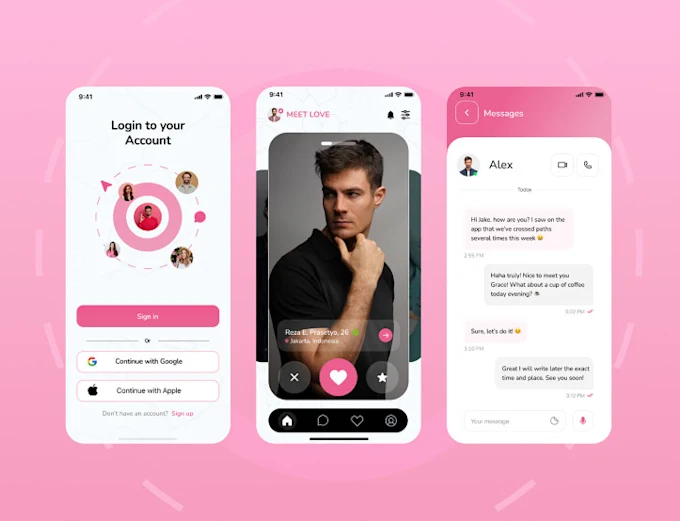 9:41
Login to your
Account
Sign in
Or
Continue with Google
Continue with Apple
Don't have an account? Sign up
9:41
MEET LOVE
Reza E. Prasetyo, 26
Jakarta, Indonesia
9:41
Messages
Alex
Today
Hi Jake, how are you? I saw on the
app that we've crossed paths
several times this week 😄
2:55 PM
Haha truly! Nice to meet you
Grace! What about a cup of coffee
today evening? ☕
3:02 PM
Sure, let's do it! 😊
3:10 PM
Great I will write later the exact
time and place. See you soon!
3:12 PM
Your message